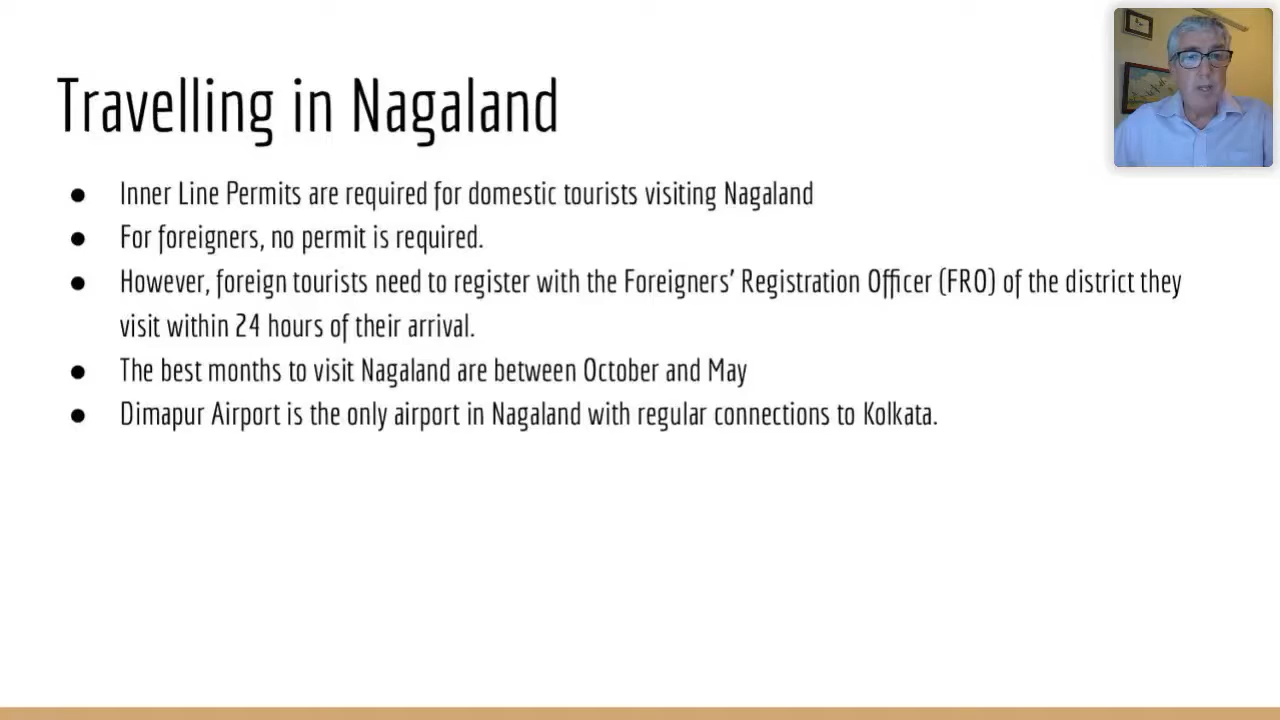 Travelling in Nagaland
● Inner Line Permits are required for domestic tourists visiting Nagaland
● For foreigners, no permit is required.
● However, foreign tourists need to register with the Foreigners’ Registration Officer (FRO) of the district they
visit within 24 hours of their arrival.
● The best months to visit Nagaland are between October and May
● Dimapur Airport is the only airport in Nagaland with regular connections to Kolkata.